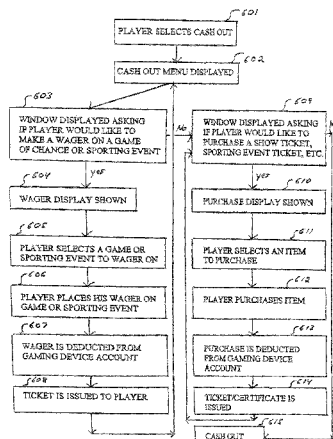 601
PLAYER SELECTS CASH OUT
602
CASH OUT MENU DISPLAYED
603
WINDOW DISPLAYED ASKING
IF PLAYER WOULD LIKE TO
MAKE A WAGER ON A GAME
OF CHANCE OR SPORTING EVENT
No
yes
604
WAGER DISPLAY SHOWN
605
PLAYER SELECTS A GAME OR
SPORTING EVENT TO WAGER ON
606
PLAYER PLACES HIS WAGER ON
GAME OR SPORTING EVENT
607
WAGER IS DEDUCTED FROM
GAMING DEVICE ACCOUNT
608
TICKET IS ISSUED TO PLAYER
609
WINDOW DISPLAYED ASKING
IF PLAYER WOULD LIKE TO
PURCHASE A SHOW TICKET,
SPORTING EVENT TICKET, ETC.
yes
610
PURCHASE DISPLAY SHOWN
611
PLAYER SELECTS AN ITEM
TO PURCHASE
612
PLAYER PURCHASES ITEM
613
PURCHASE IS DEDUCTED
FROM GAMING DEVICE
ACCOUNT
614
TICKET/CERTIFICATE IS
ISSUED
615
CASH OUT